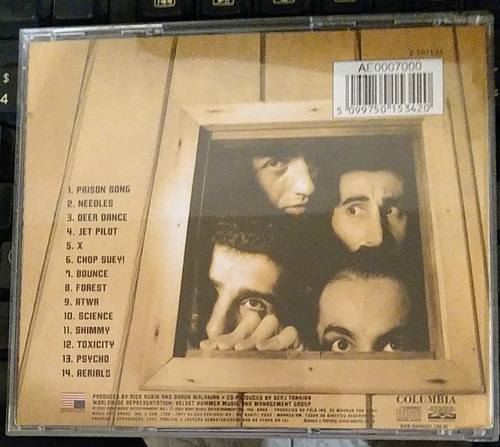 $
4
AE0007000
5 099750 153420
1. PRISON SONG
2. NEEDLES
3. DEER DANCE
4. JET PILOT
5. X
6. CHOP SUEY!
7. BOUNCE
8. FOREST
9. ATWA
10. SCIENCE
11. SHIMMY
12. TOXICITY
13. PSYCHO
14. AERIALS
PRODUCED BY RICK RUBIN AND DARON MALAKIAN • CO-PRODUCED BY SERJ TANKIAN
WORLDWIDE REPRESENTATION: VELVET HAMMER MUSIC AND MANAGEMENT GROUP
COLUMBIA